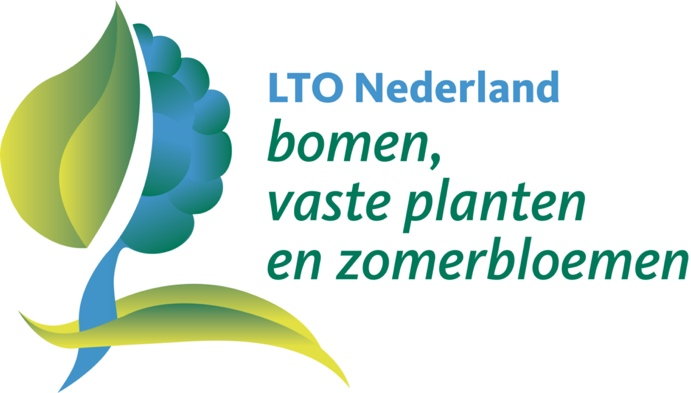 LTO Nederland
bomen,
vaste planten
en zomerbloemen